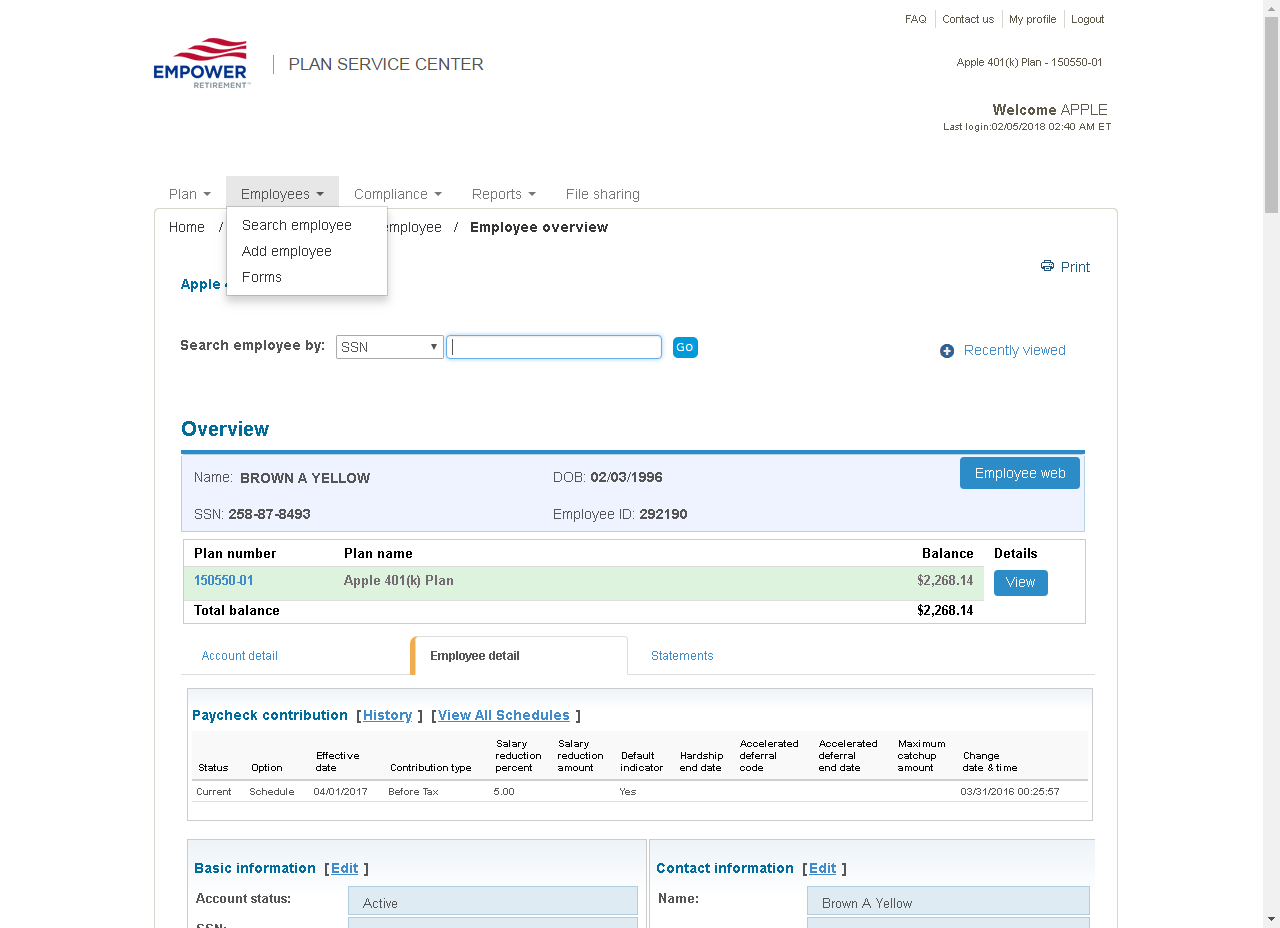 FAQ Contact us My profile Logout
EMPOWER
RETIREMENT™
PLAN SERVICE CENTER
Apple 401(k) Plan - 150550-01
Welcome APPLE
Last login:02/05/2018 02:40 AM ET
Plan Employees Compliance Reports File sharing
Home / employee / Employee overview
Search employee
Add employee
Forms
Print
Apple
Search employee by: SSN GO
Recently viewed
Overview
Name: BROWN A YELLOW DOB: 02/03/1996 Employee web
SSN: 258-87-8493 Employee ID: 292190
Plan number Plan name Balance Details
150550-01 Apple 401(k) Plan $2,268.14 View
Total balance $2,268.14
Account detail Employee detail Statements
Paycheck contribution [History ] [View All Schedules ]
Status Option Effective date Contribution type Salary reduction percent Salary reduction amount Default indicator Hardship end date Accelerated deferral code Accelerated deferral end date Maximum catchup amount Change date & time
Current Schedule 04/01/2017 Before Tax 5.00 Yes 03/31/2016 00:25:57
Basic information [Edit ] Contact information [Edit ]
Account status: Active Name: Brown A Yellow
SSN: